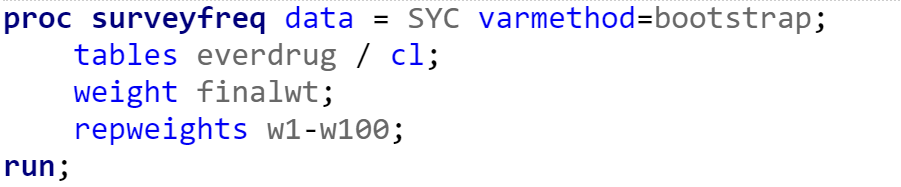 proc surveyfreq data = SYC varmethod=bootstrap;
    tables everdrug / cl;
    weight finalwt;
    repweights w1-w100;
run;